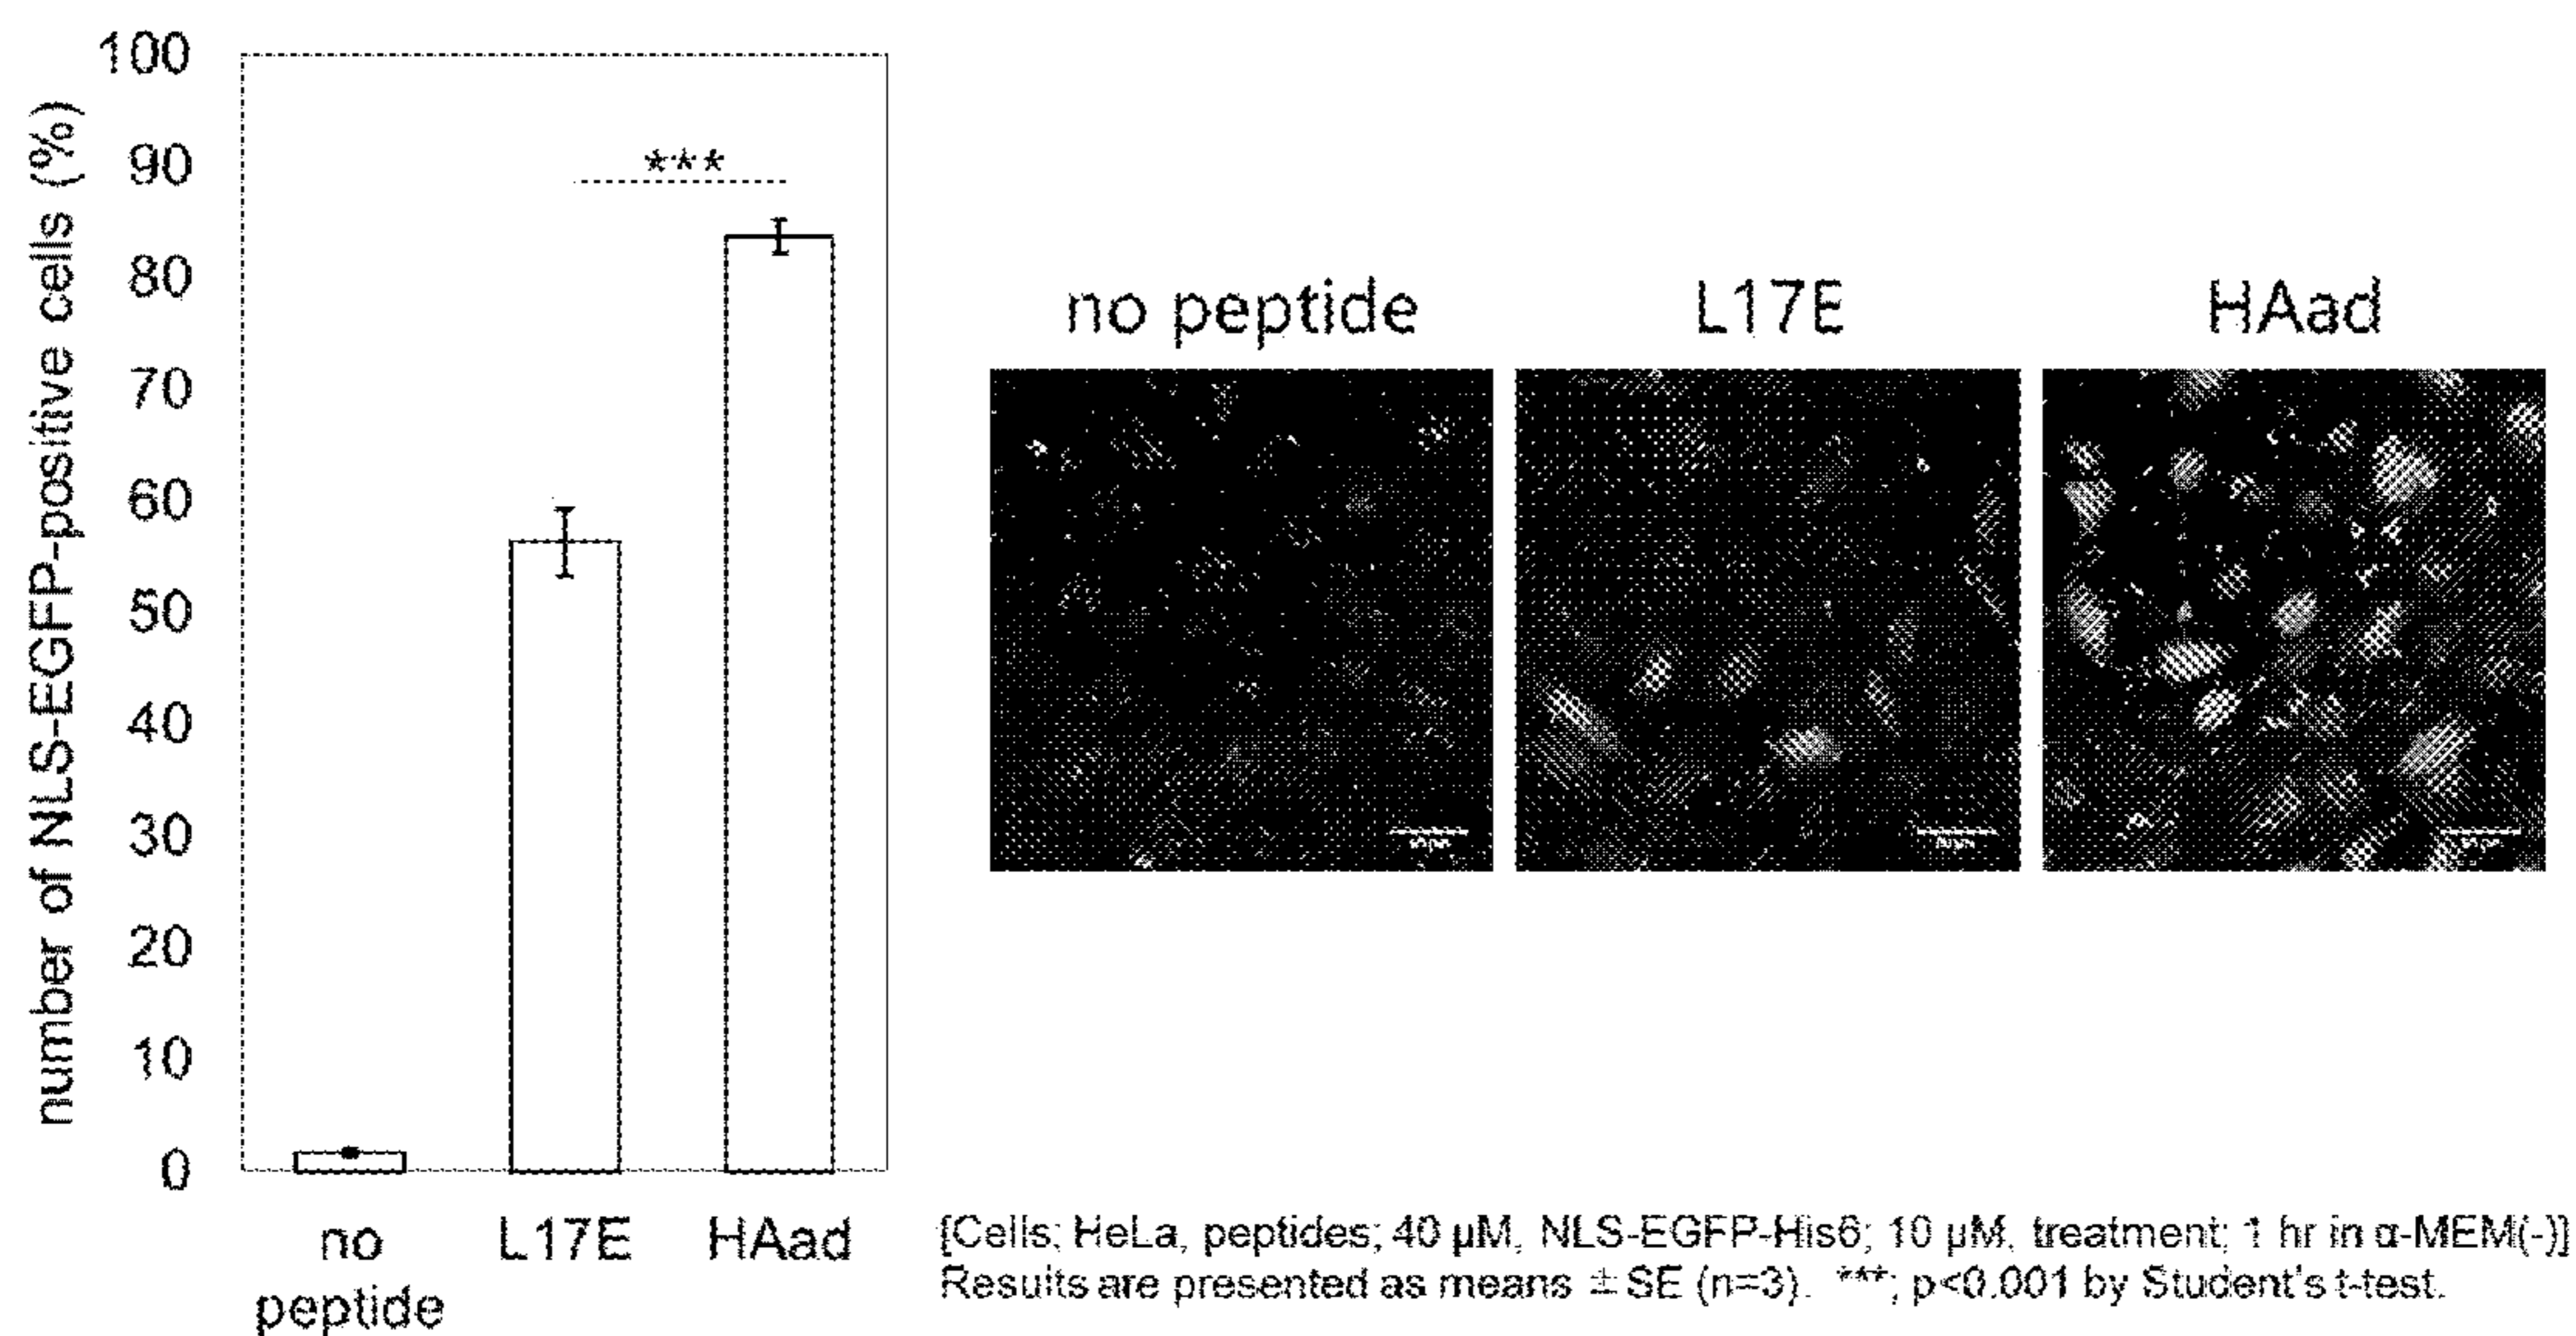 number of NLS-EGFP-positive cells (%)
100
90
80
70
60
50
40
30
20
10
0
***
no
peptide
L17E
HAad
no peptide
L17E
HAad
[Cells; HeLa, peptides; 40 μM, NLS-EGFP-His6; 10 μM, treatment; 1 hr in α-MEM(-)]
Results are presented as means ± SE (n=3). ***; p<0.001 by Student's t-test.